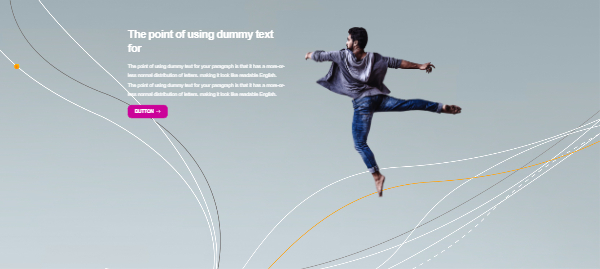 The point of using dummy text
for
The point of using dummy text for your paragraph is that it has a more-or-
less normal distribution of letters. making it look like readable English.
The point of using dummy text for your paragraph is that it has a more-or-
less normal distribution of letters. making it look like readable English.
BUTTON →